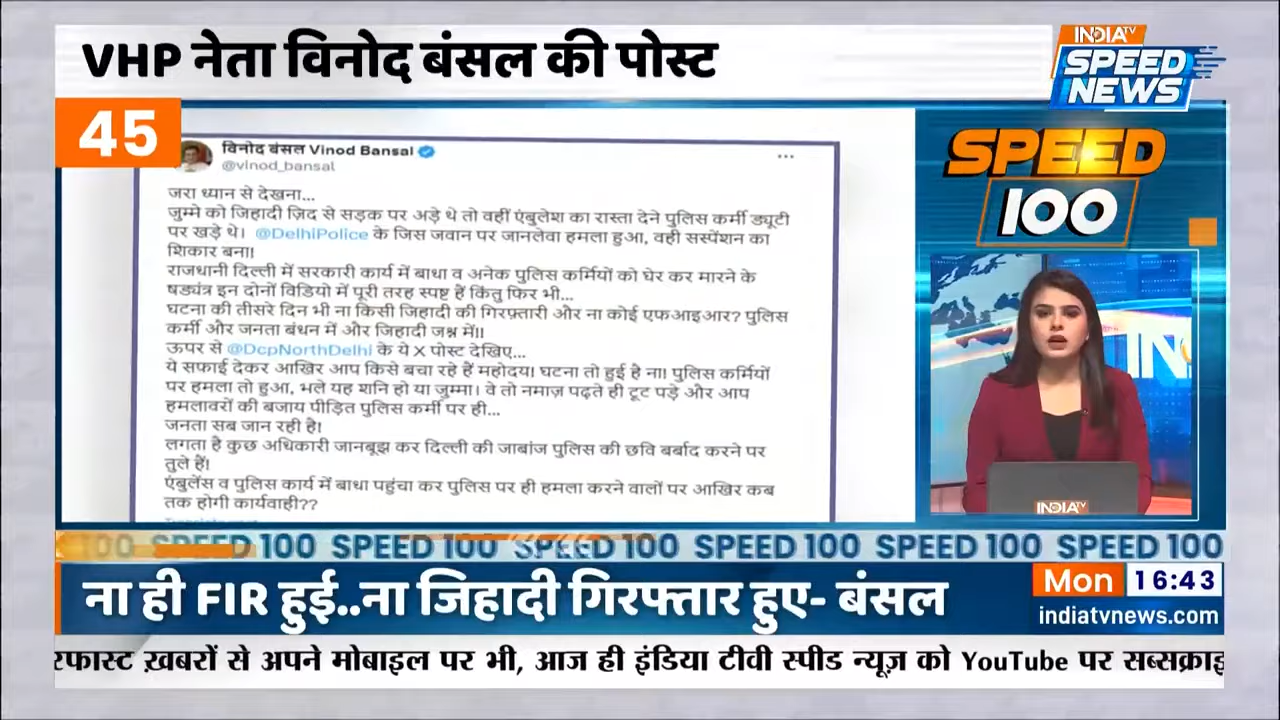 VHP नेता विनोद बंसल की पोस्ट
INDIA TV
SPEED
NEWS
45
SPEED
100
विनोद बंसल Vinod Bansal
@vinod_bansal
जरा ध्यान से देखना...
जुम्मे को जिहादी ज़िद से सड़क पर अड़े थे तो वहीं एंबुलेश का रास्ता देने पुलिस कर्मी ड्यूटी
पर खड़े थे। @DelhiPolice के जिस जवान पर जानलेवा हमला हुआ, वही सस्पेंशन का
शिकार बना!
राजधानी दिल्ली में सरकारी कार्य में बाधा व अनेक पुलिस कर्मियों को घेर कर मारने के
षड्यंत्र इन दोनों विडियो में पूरी तरह स्पष्ट हैं किंतु फिर भी...
घटना की तीसरे दिन भी ना किसी जिहादी की गिरफ़्तारी और ना कोई एफआइआर? पुलिस
कर्मी और जनता बंधन में और जिहादी जश्न में!!
ऊपर से @DcpNorthDelhi के ये X पोस्ट देखिए...
ये सफाई देकर आखिर आप किसे बचा रहे हैं महोदय! घटना तो हुई है ना! पुलिस कर्मियों
पर हमला तो हुआ, भले यह शनि हो या जुम्मा। वे तो नमाज़ पढ़ते ही टूट पड़े और आप
हमलावरों की बजाय पीड़ित पुलिस कर्मी पर ही...
जनता सब जान रही है!
लगता है कुछ अधिकारी जानबूझ कर दिल्ली की जाबांज पुलिस की छवि बर्बाद करने पर
तुले हैं!
एंबुलेंस व पुलिस कार्य में बाधा पहुंचा कर पुलिस पर ही हमला करने वालों पर आखिर कब
तक होगी कार्यवाही??
INDIA TV
100 SPEED 100 SPEED 100 SPEED 100 SPEED 100 SPEED 100 SPEED 100
ना ही FIR हुई..ना जिहादी गिरफ्तार हुए- बंसल
Mon 16:43
indiatvnews.com
रफास्ट ख़बरों से अपने मोबाइल पर भी, आज ही इंडिया टीवी स्पीड न्यूज़ को YouTube पर सब्सक्राइ